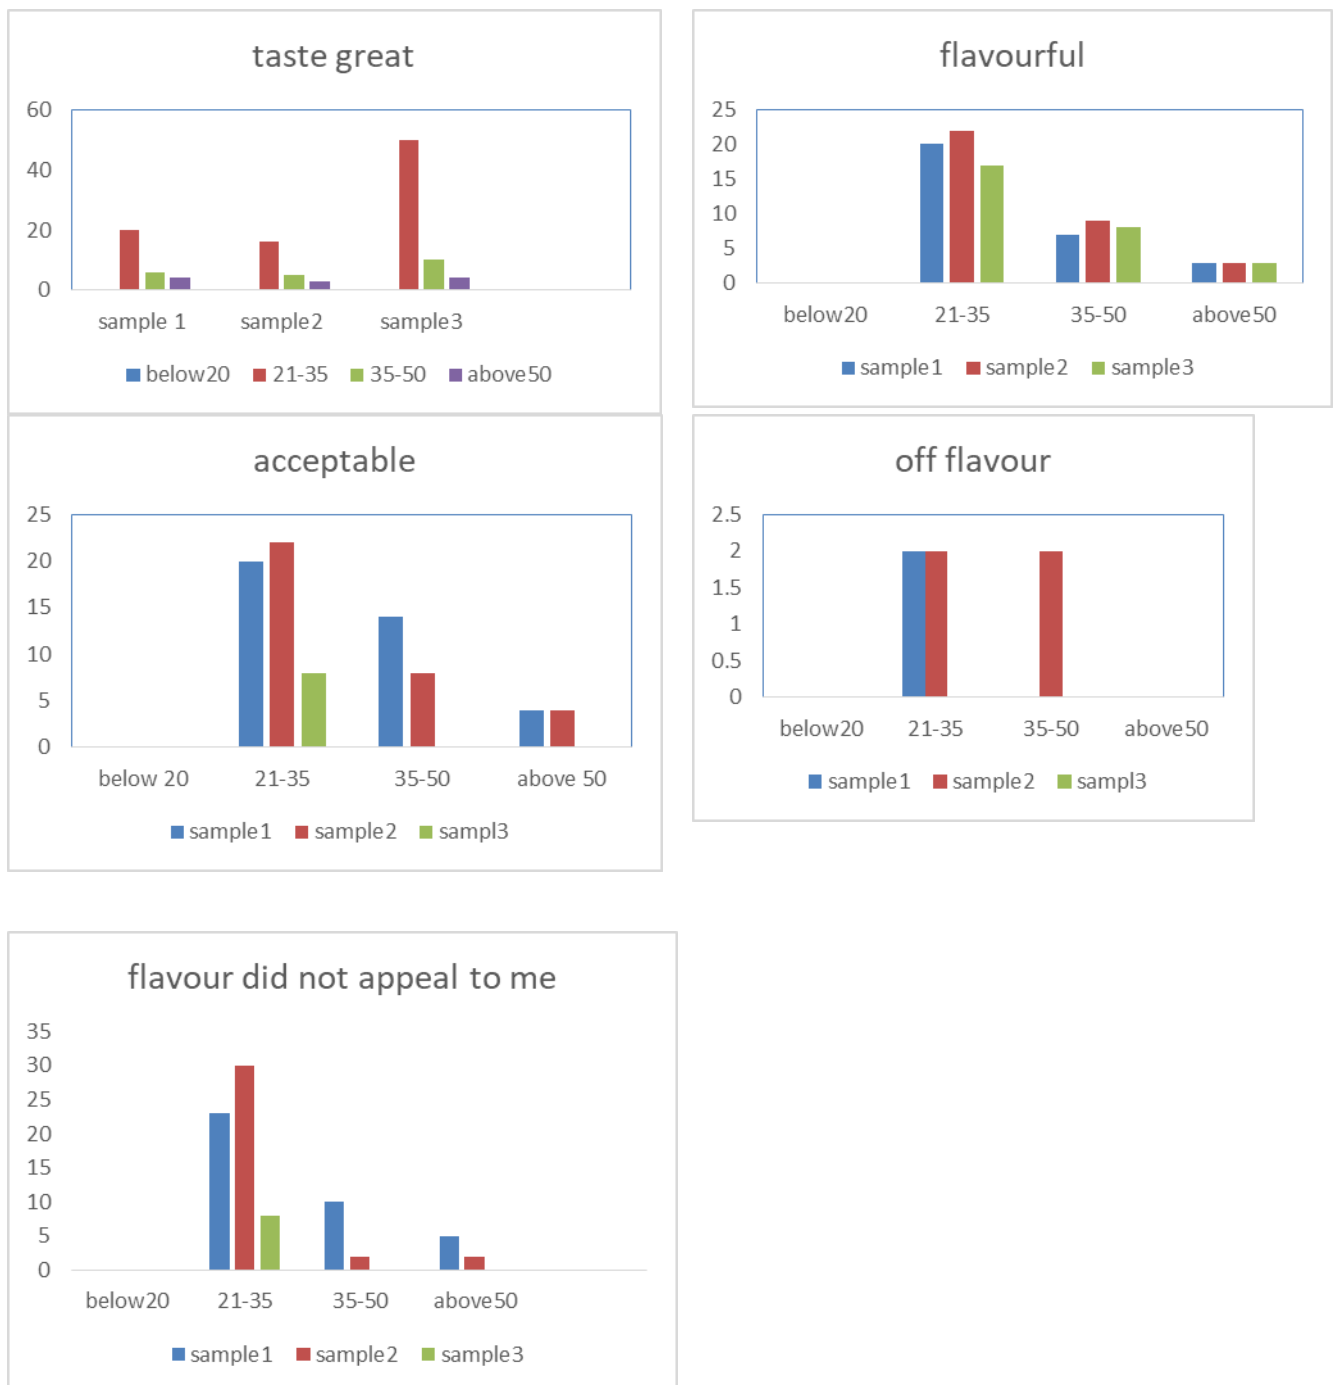 taste great
60
40
20
0
sample 1 sample2 sample3
below20 21-35 35-50 above50
flavourful
25
20
15
10
5
0
below20 21-35 35-50 above50
sample1 sample2 sample3
acceptable
25
20
15
10
5
0
below 20 21-35 35-50 above 50
sample1 sample2 sampl3
off flavour
2.5
2
1.5
1
0.5
0
below20 21-35 35-50 above50
sample1 sample2 sampl3
flavour did not appeal to me
35
30
25
20
15
10
5
0
below20 21-35 35-50 above50
sample1 sample2 sample3